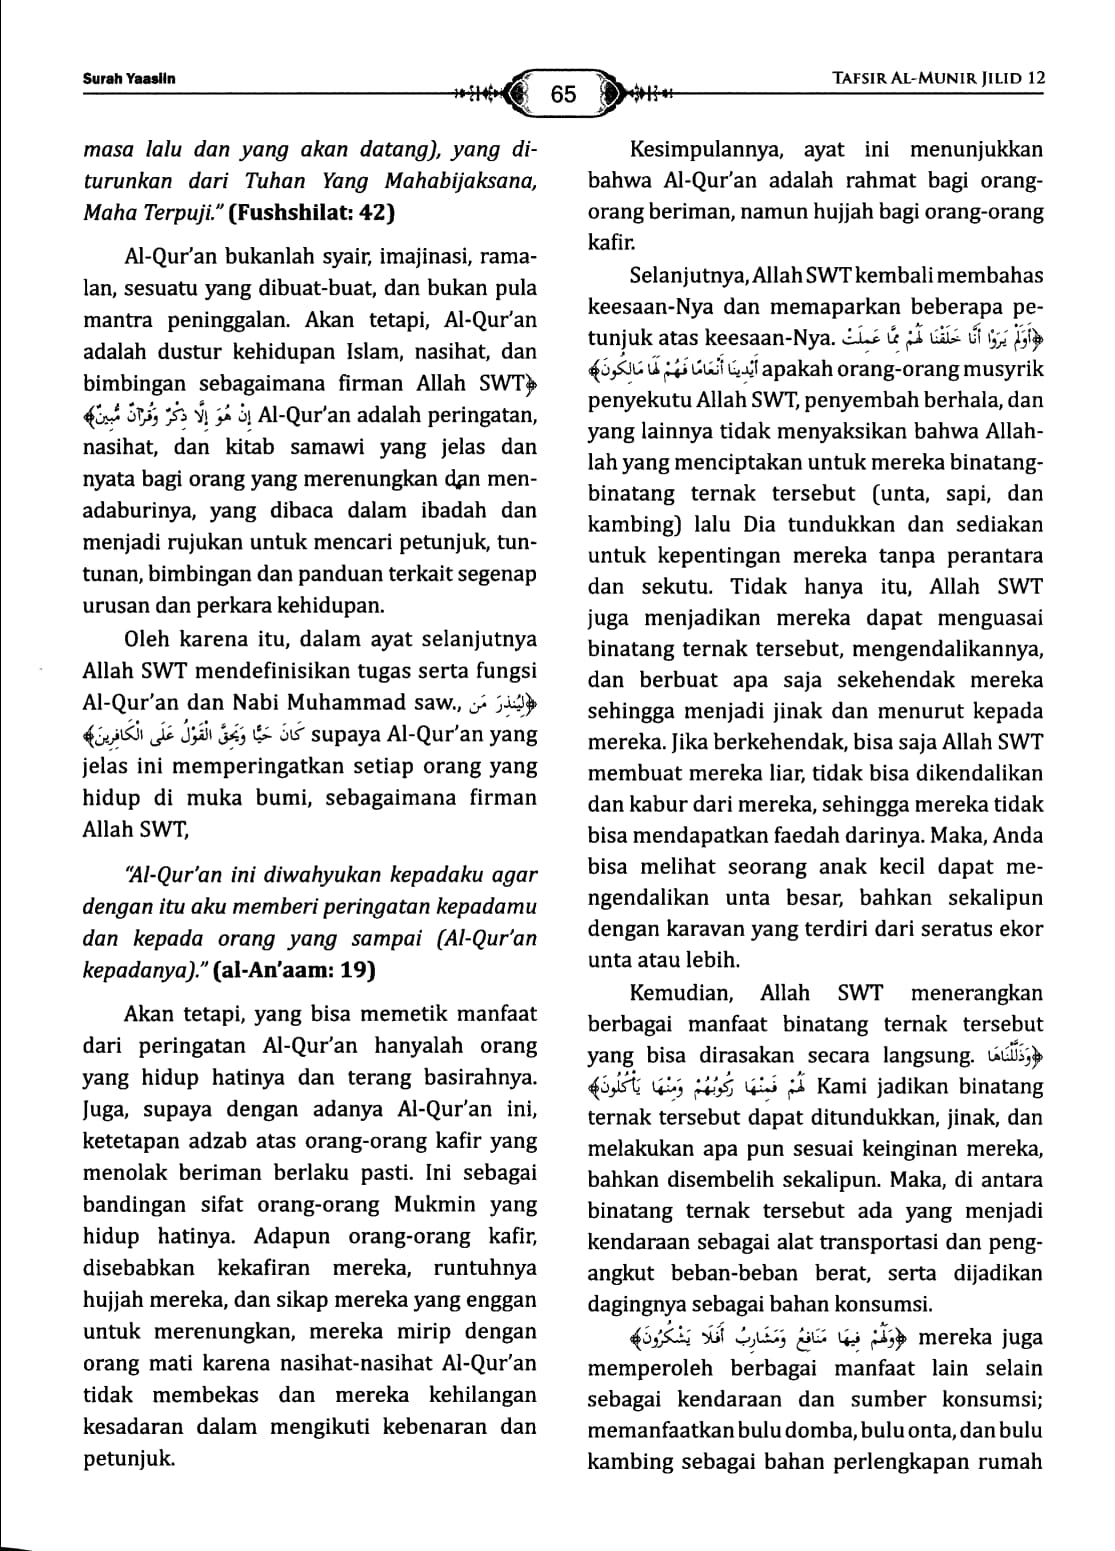 Surah Yaasiin
65
TAFSIR AL-MUNIR JILID 12
masa lalu dan yang akan datang), yang di-
turunkan dari Tuhan Yang Mahabijaksana,
Maha Terpuji.” (Fushshilat: 42)
Al-Qur’an bukanlah syair, imajinasi, rama-
lan, sesuatu yang dibuat-buat, dan bukan pula
mantra peninggalan. Akan tetapi, Al-Qur’an
adalah dustur kehidupan Islam, nasihat, dan
bimbingan sebagaimana firman Allah SWT ﴿
إِنْ هُوَ إِلَّا ذِكْرٌ وَقُرْآنٌ مُّبِينٌ﴾ Al-Qur’an adalah peringatan,
nasihat, dan kitab samawi yang jelas dan
nyata bagi orang yang merenungkan dan men-
adaburinya, yang dibaca dalam ibadah dan
menjadi rujukan untuk mencari petunjuk, tun-
tunan, bimbingan dan panduan terkait segenap
urusan dan perkara kehidupan.
Oleh karena itu, dalam ayat selanjutnya
Allah SWT mendefinisikan tugas serta fungsi
Al-Qur’an dan Nabi Muhammad saw., ﴿لِيُنذِرَ مَن
كَانَ حَيًّا وَيَحِقَّ الْقَوْلُ عَلَى الْكَافِرِينَ﴾ supaya Al-Qur’an yang
jelas ini memperingatkan setiap orang yang
hidup di muka bumi, sebagaimana firman
Allah SWT,
“Al-Qur’an ini diwahyukan kepadaku agar
dengan itu aku memberi peringatan kepadamu
dan kepada orang yang sampai (Al-Qur’an
kepadanya).” (al-An’aam: 19)
Akan tetapi, yang bisa memetik manfaat
dari peringatan Al-Qur’an hanyalah orang
yang hidup hatinya dan terang basirahnya.
Juga, supaya dengan adanya Al-Qur’an ini,
ketetapan adzab atas orang-orang kafir yang
menolak beriman berlaku pasti. Ini sebagai
bandingan sifat orang-orang Mukmin yang
hidup hatinya. Adapun orang-orang kafir,
disebabkan kekafiran mereka, runtuhnya
hujjah mereka, dan sikap mereka yang enggan
untuk merenungkan, mereka mirip dengan
orang mati karena nasihat-nasihat Al-Qur’an
tidak membekas dan mereka kehilangan
kesadaran dalam mengikuti kebenaran dan
petunjuk.
Kesimpulannya, ayat ini menunjukkan
bahwa Al-Qur’an adalah rahmat bagi orang-
orang beriman, namun hujjah bagi orang-orang
kafir.
Selanjutnya, Allah SWT kembali membahas
keesaan-Nya dan memaparkan beberapa pe-
tunjuk atas keesaan-Nya. ﴿أَوَلَمْ يَرَوْا أَنَّا خَلَقْنَا لَهُمْ مِّمَّا عَمِلَتْ
أَيْدِينَا أَنْعَامًا فَهُمْ لَهَا مَالِكُونَ﴾ apakah orang-orang musyrik
penyekutu Allah SWT, penyembah berhala, dan
yang lainnya tidak menyaksikan bahwa Allah-
lah yang menciptakan untuk mereka binatang-
binatang ternak tersebut (unta, sapi, dan
kambing) lalu Dia tundukkan dan sediakan
untuk kepentingan mereka tanpa perantara
dan sekutu. Tidak hanya itu, Allah SWT
juga menjadikan mereka dapat menguasai
binatang ternak tersebut, mengendalikannya,
dan berbuat apa saja sekehendak mereka
sehingga menjadi jinak dan menurut kepada
mereka. Jika berkehendak, bisa saja Allah SWT
membuat mereka liar, tidak bisa dikendalikan
dan kabur dari mereka, sehingga mereka tidak
bisa mendapatkan faedah darinya. Maka, Anda
bisa melihat seorang anak kecil dapat me-
ngendalikan unta besar, bahkan sekalipun
dengan karavan yang terdiri dari seratus ekor
unta atau lebih.
Kemudian, Allah SWT menerangkan
berbagai manfaat binatang ternak tersebut
yang bisa dirasakan secara langsung. ﴿وَذَلَّلْنَاهَا
لَهُمْ فَمِنْهَا رَكُوبُهُمْ وَمِنْهَا يَأْكُلُونَ﴾ Kami jadikan binatang
ternak tersebut dapat ditundukkan, jinak, dan
melakukan apa pun sesuai keinginan mereka,
bahkan disembelih sekalipun. Maka, di antara
binatang ternak tersebut ada yang menjadi
kendaraan sebagai alat transportasi dan peng-
angkut beban-beban berat, serta dijadikan
dagingnya sebagai bahan konsumsi.
﴿وَلَهُمْ فِيهَا مَنَافِعُ وَمَشَارِبُ أَفَلَا يَشْكُرُونَ﴾ mereka juga
memperoleh berbagai manfaat lain selain
sebagai kendaraan dan sumber konsumsi;
memanfaatkan bulu domba, bulu onta, dan bulu
kambing sebagai bahan perlengkapan rumah